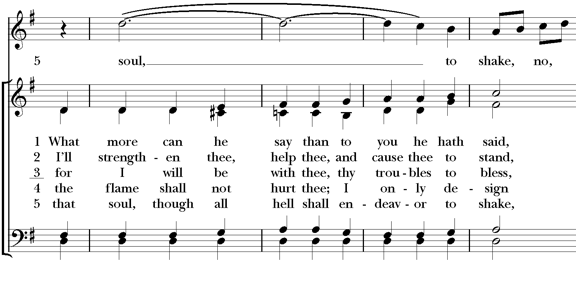 5 soul, to shake, no,
1 What more can he say than to you he hath said,
2 I'll strength - en thee, help thee, and cause thee to stand,
3 for I will be with thee, thy trou - bles to bless,
4 the flame shall not hurt thee; I on - ly de - sign
5 that soul, though all hell shall en - deav - or to shake,